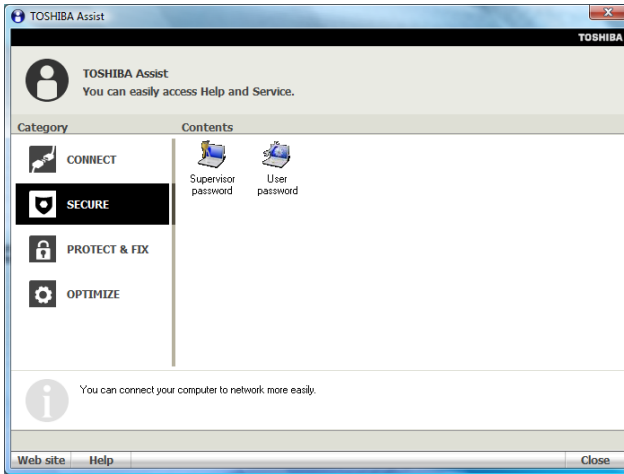 TOSHIBA Assist
TOSHIBA
TOSHIBA Assist
You can easily access Help and Service.
Category
Contents
CONNECT
SECURE
PROTECT & FIX
OPTIMIZE
Supervisor
password
User
password
You can connect your computer to network more easily.
Web site
Help
Close